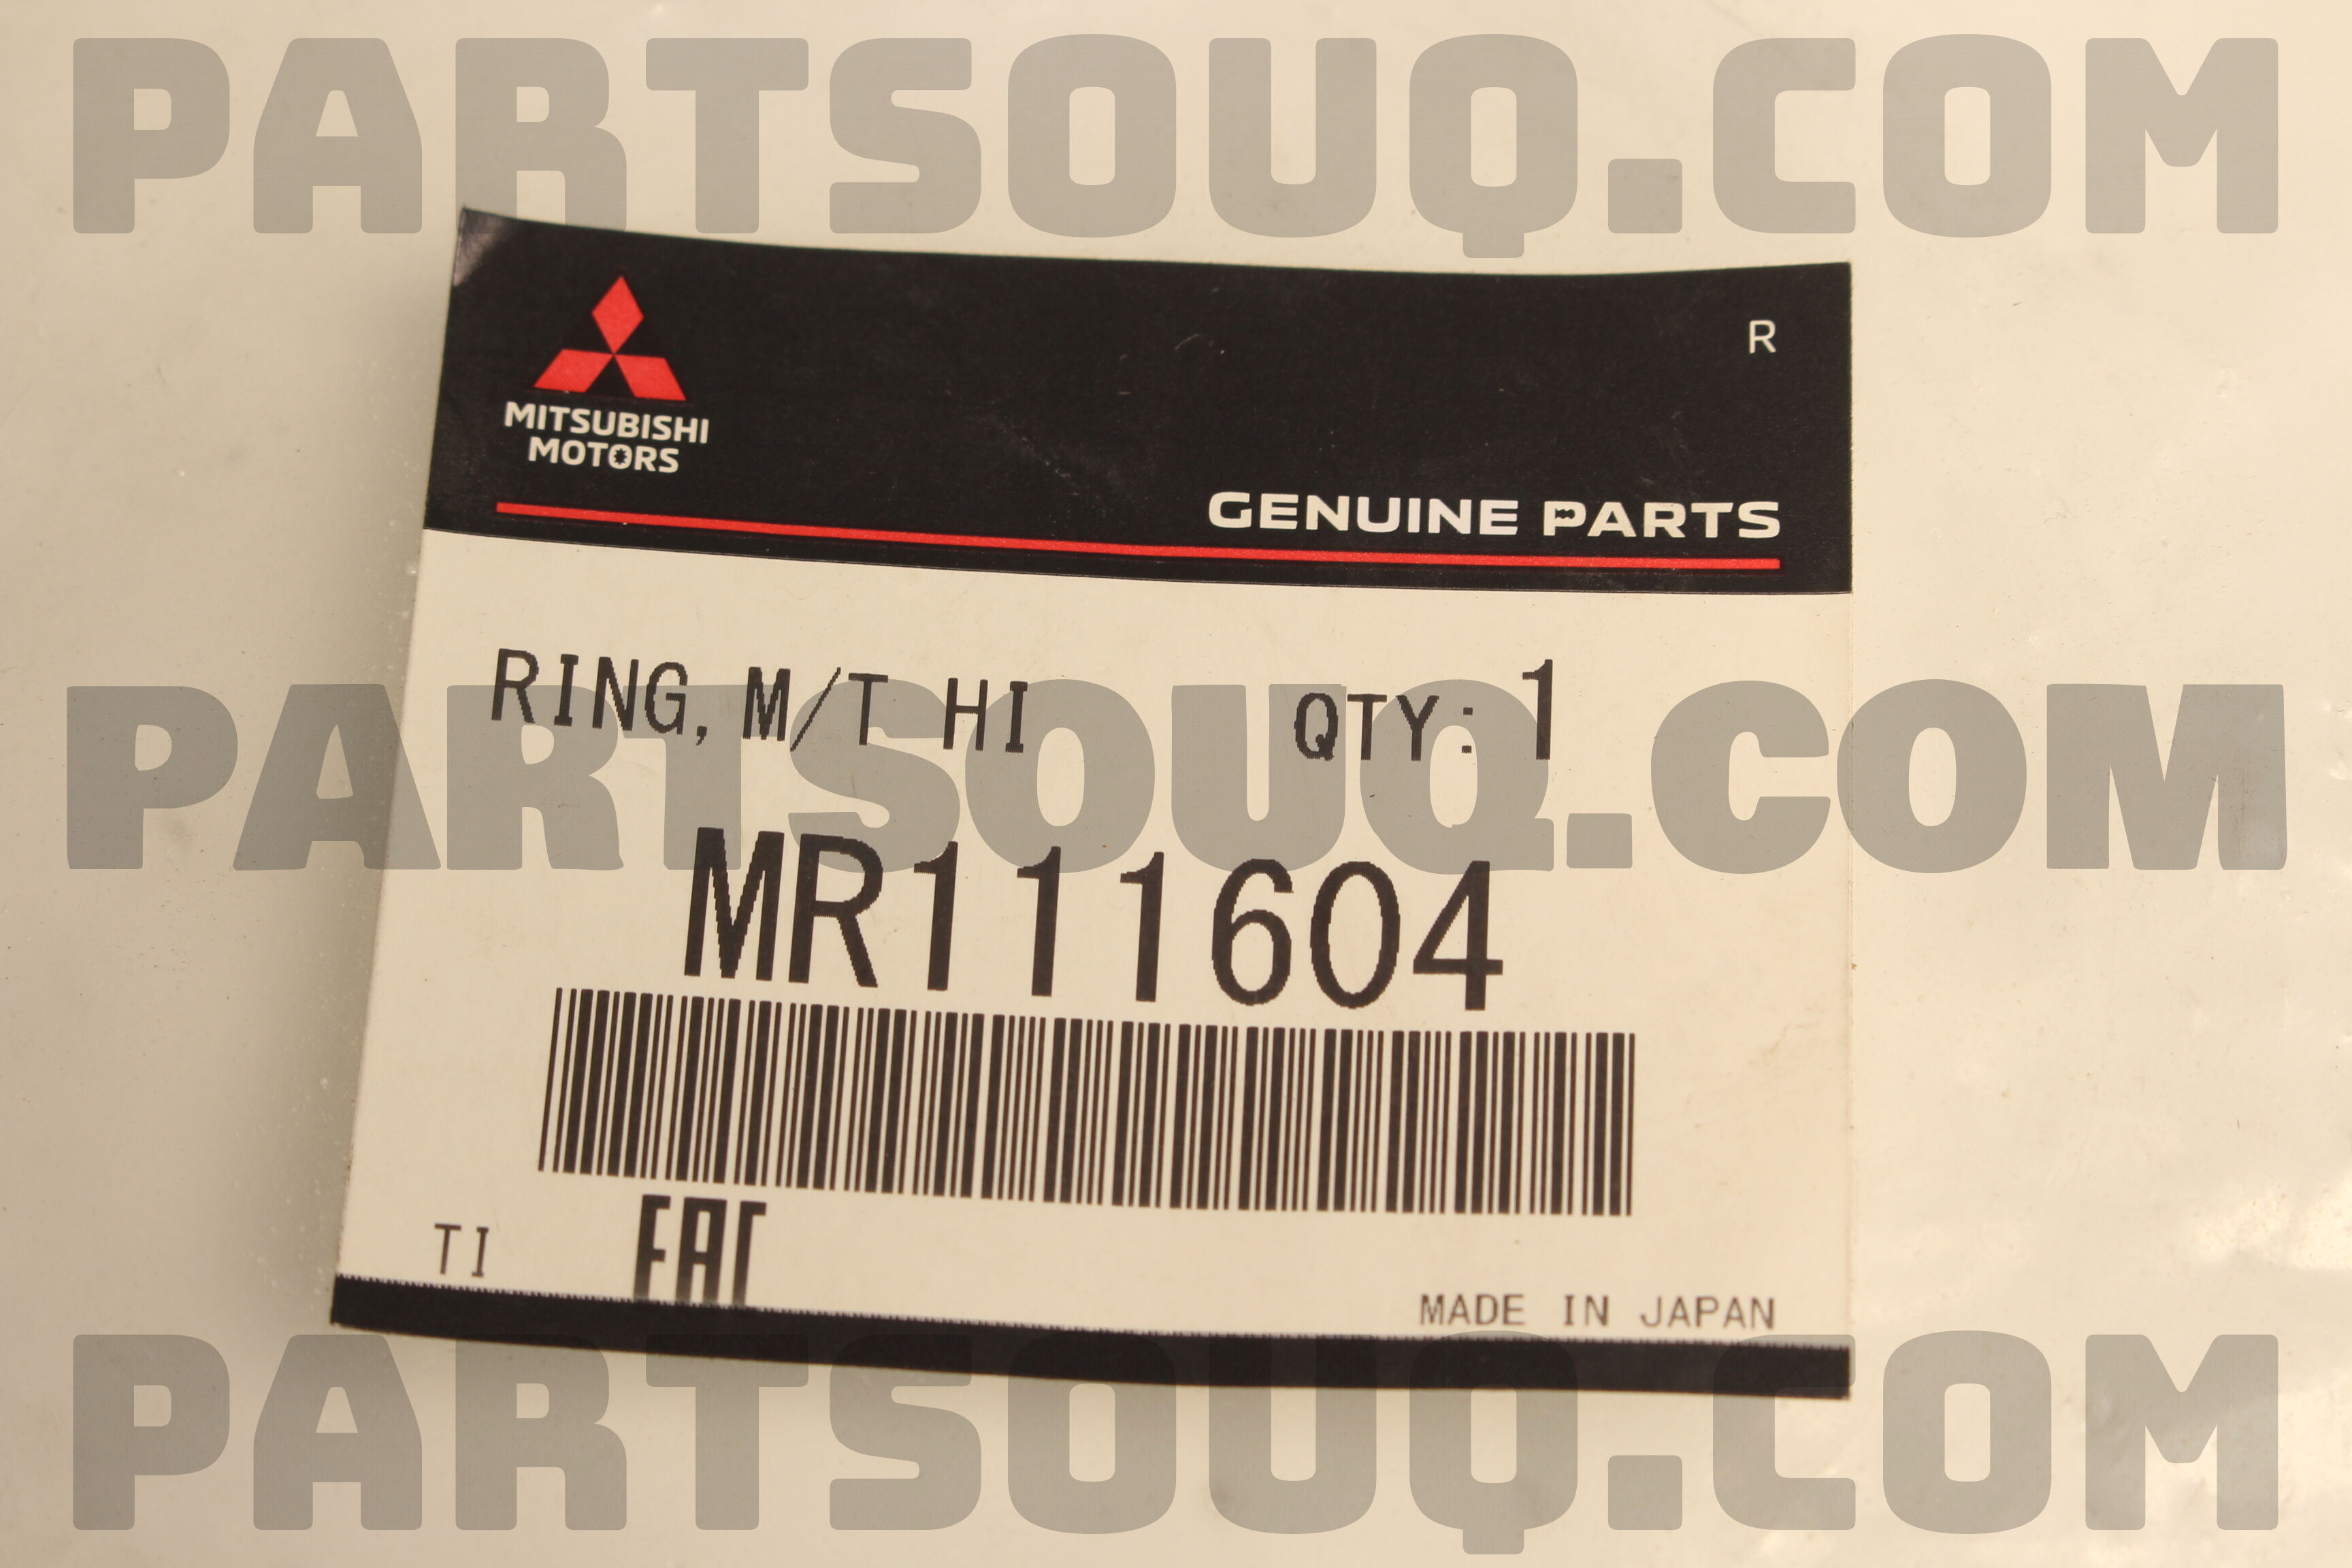 PARTSOUQ.COM
R
MITSUBISHI
MOTORS
GENUINE PARTS
RING, M/T HI QTY: 1
PARTSOUQ.COM
MR111604
TI EAC
MADE IN JAPAN
PARTSOUQ.COM